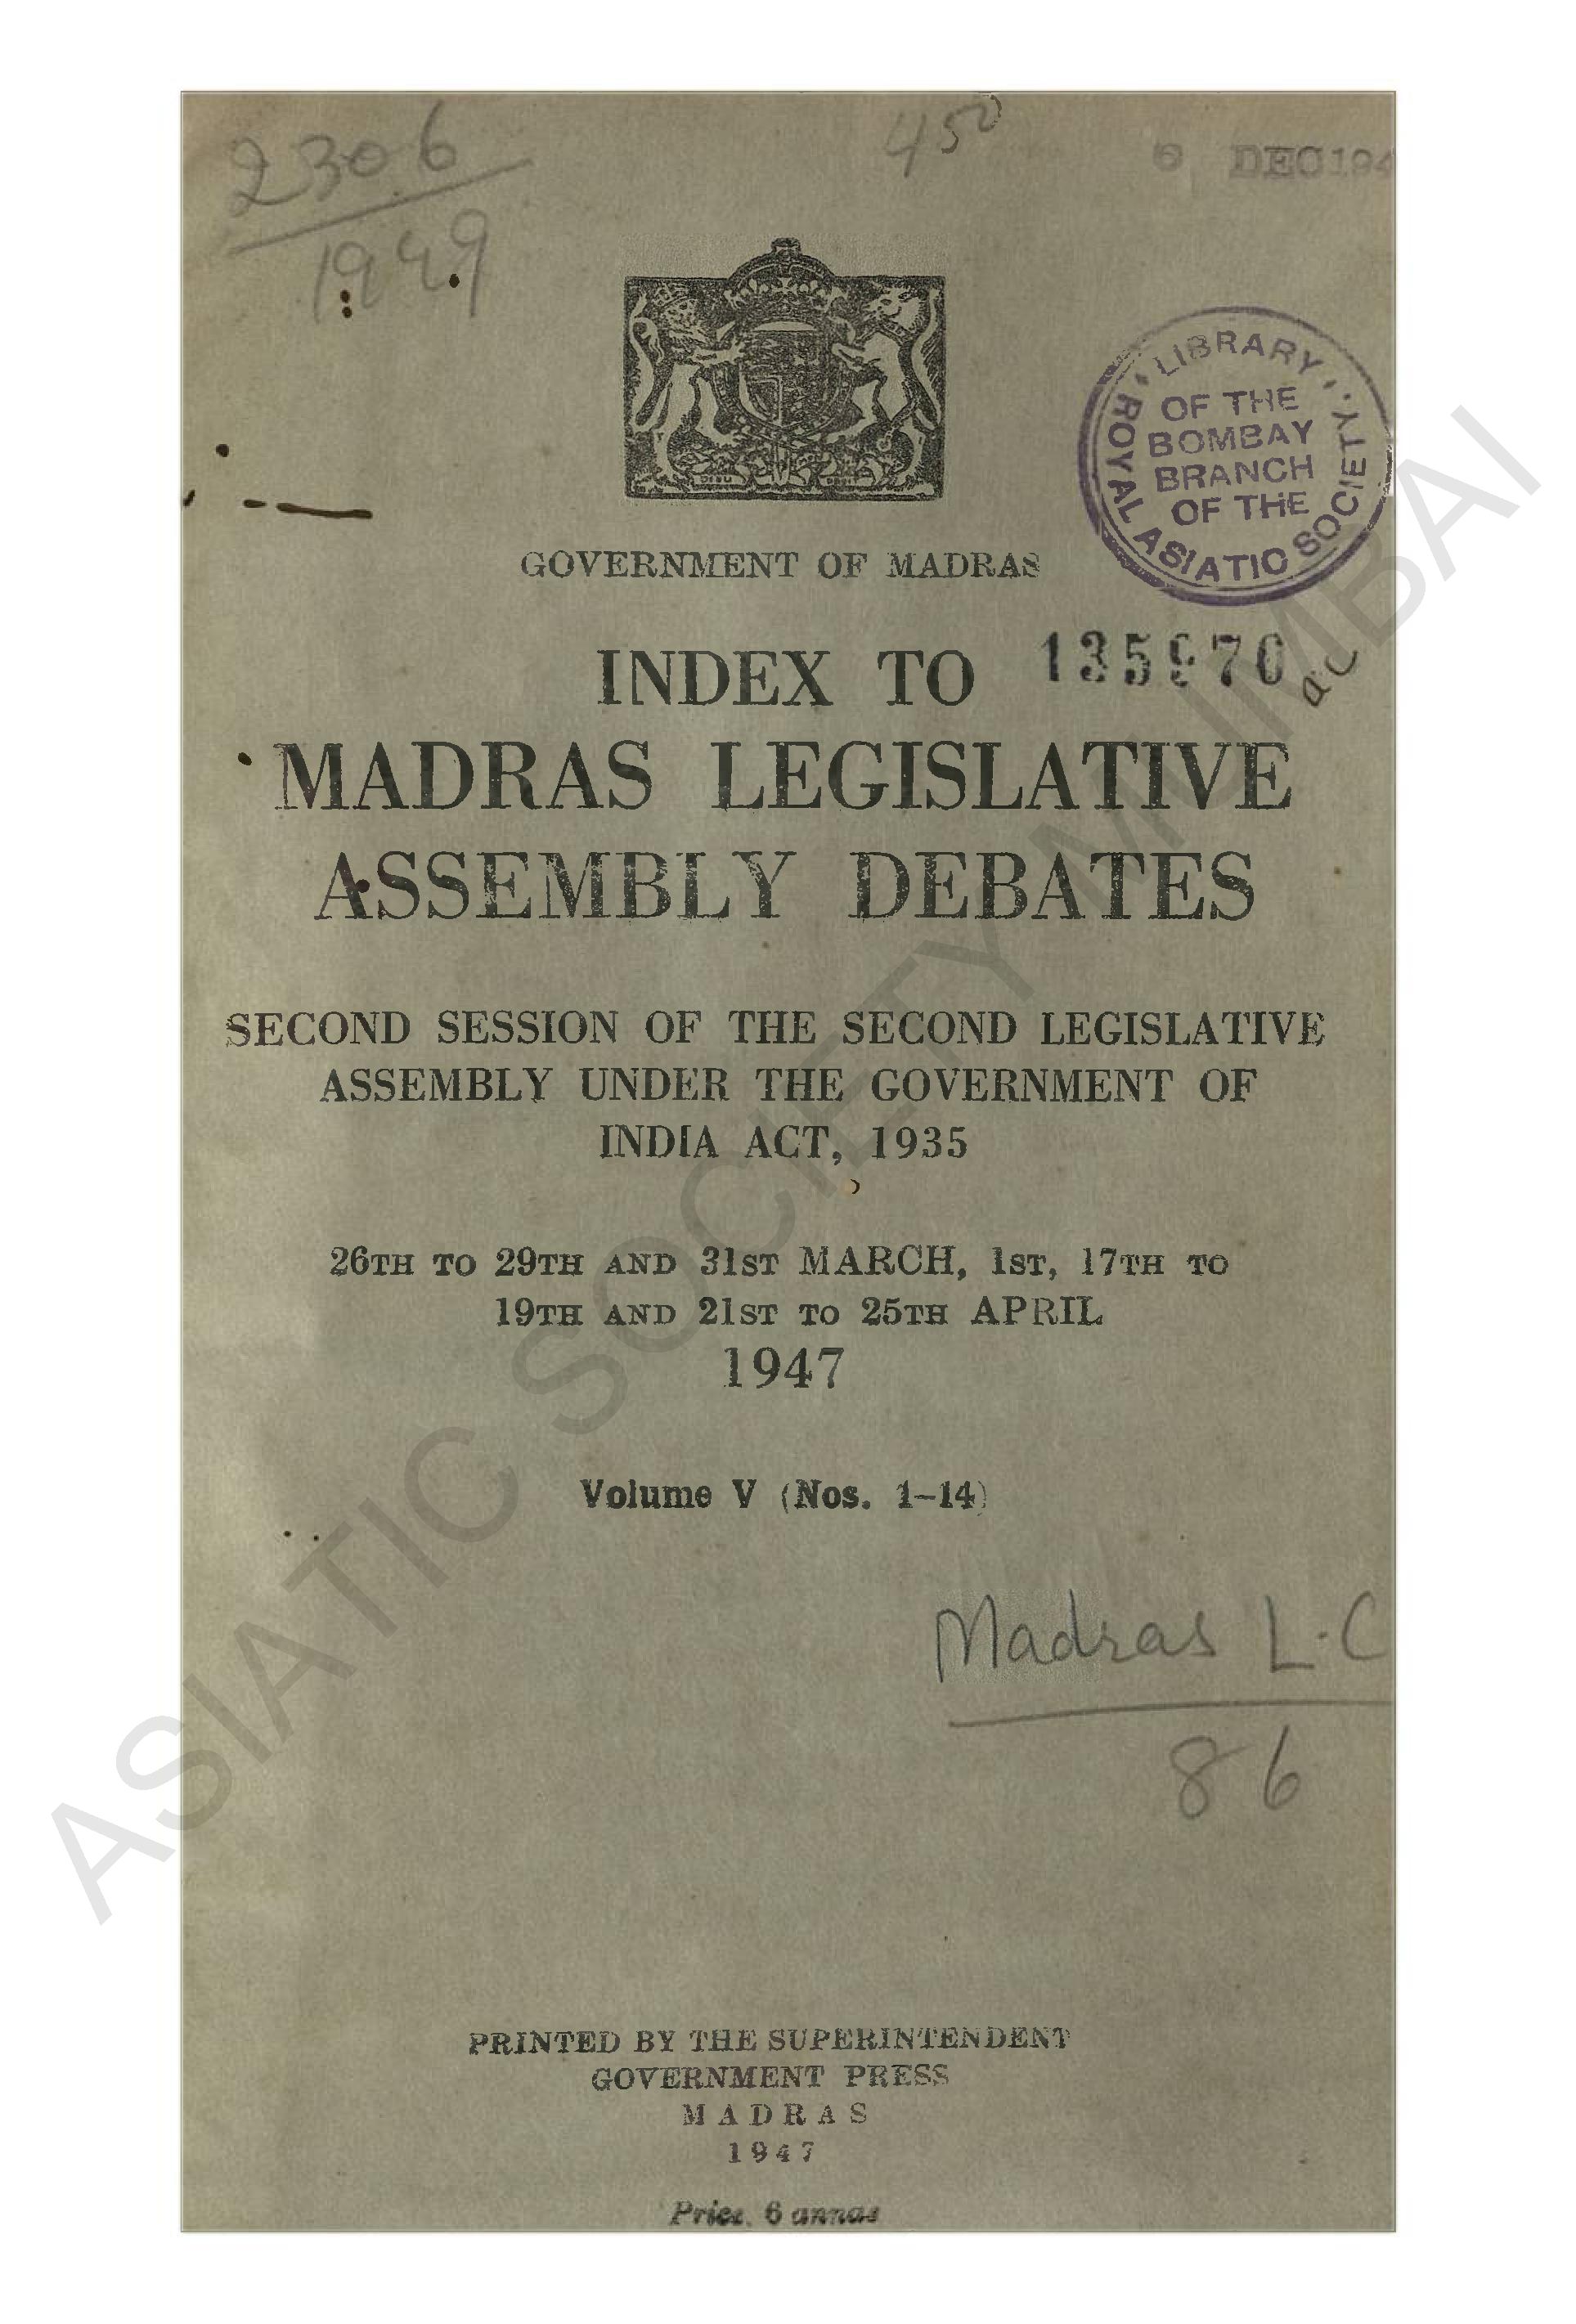 2306
1949
450
6 DEC 194
LIBRARY
OF THE
BOMBAY
BRANCH
OF THE
ROYAL ASIATIC SOCIETY
GOVERNMENT OF MADRAS
INDEX TO
MADRAS LEGISLATIVE
ASSEMBLY DEBATES
SECOND SESSION OF THE SECOND LEGISLATIVE
ASSEMBLY UNDER THE GOVERNMENT OF
INDIA ACT, 1935
26TH TO 29TH AND 31ST MARCH, 1ST, 17TH TO
19TH AND 21ST TO 25TH APRIL
1947
Volume V (Nos. 1–14)
Madras L.C
86
PRINTED BY THE SUPERINTENDENT
GOVERNMENT PRESS
MADRAS
1947
Price, 6 annas
ASIATIC SOCIETY MUMBAI